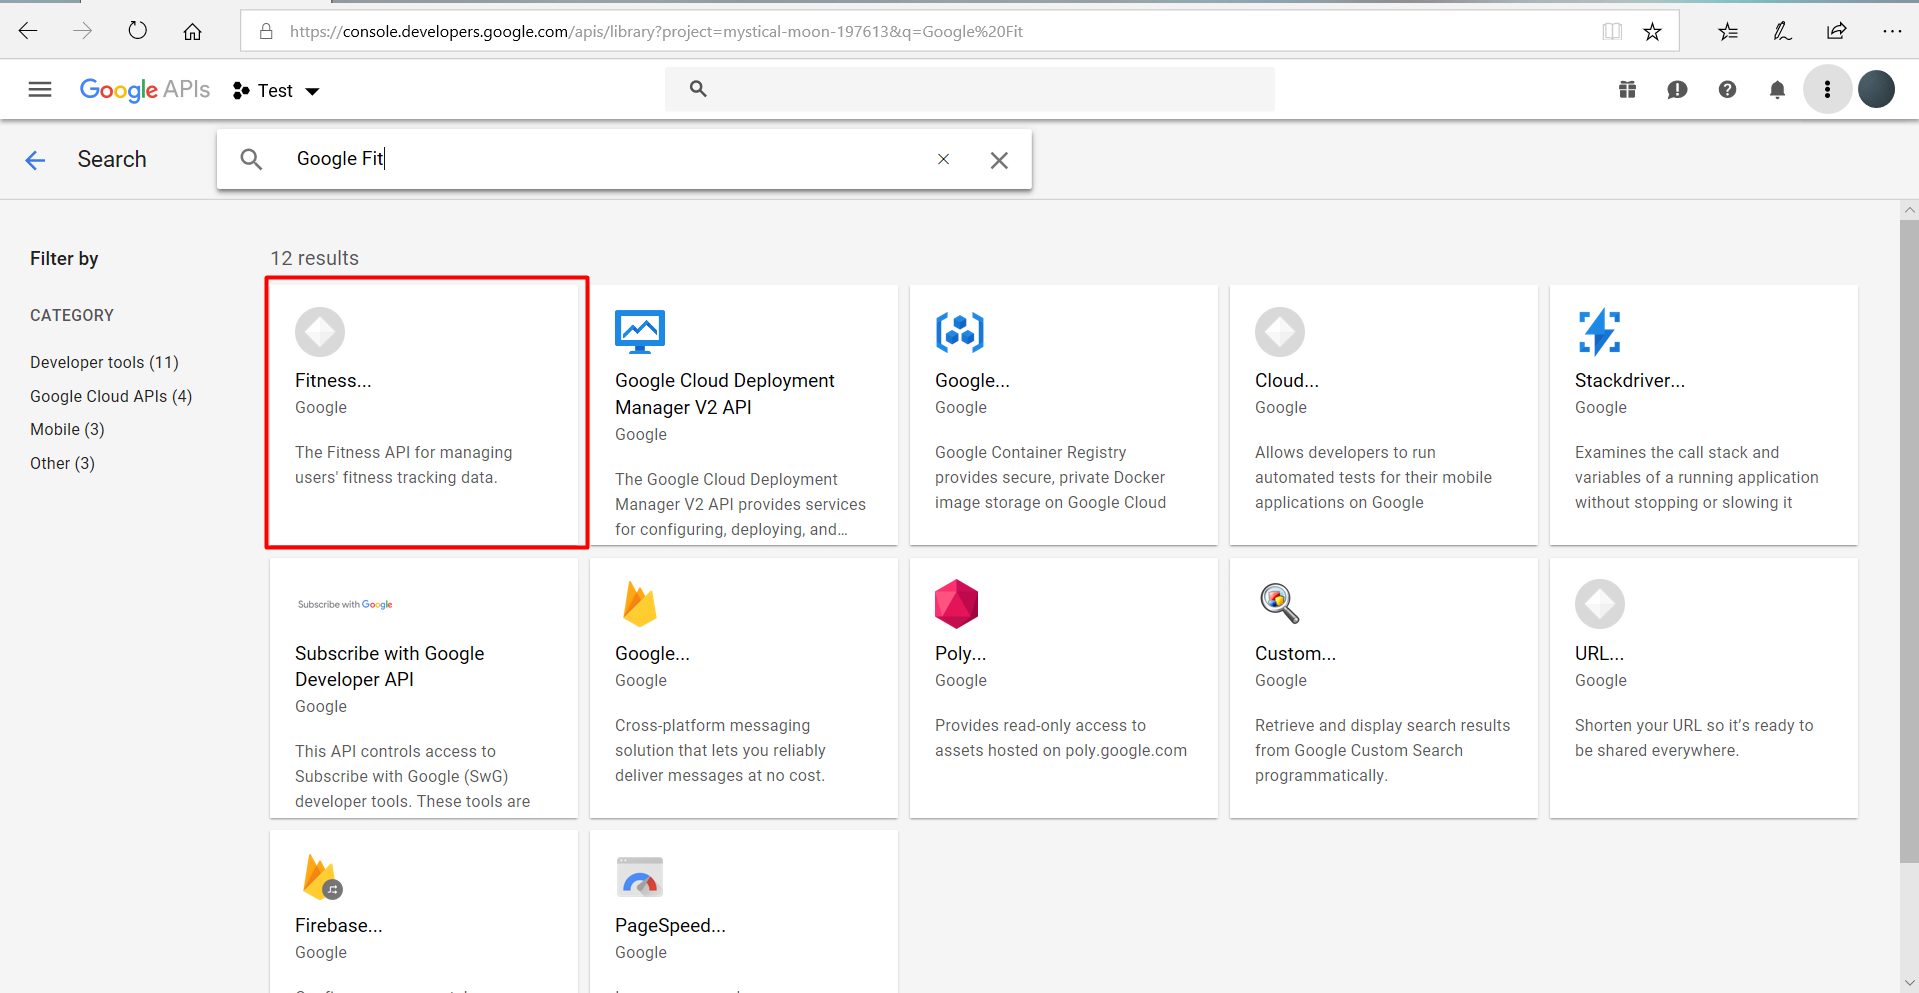 https://console.developers.google.com/apis/library?project=mystical-moon-197613&q=Google%20Fit
Google APIs
Test
Search
Google Fit
Filter by
CATEGORY
Developer tools (11)
Google Cloud APIs (4)
Mobile (3)
Other (3)
12 results
Fitness...
Google
The Fitness API for managing
users' fitness tracking data.
Google Cloud Deployment
Manager V2 API
Google
The Google Cloud Deployment
Manager V2 API provides services
for configuring, deploying, and...
Google...
Google
Google Container Registry
provides secure, private Docker
image storage on Google Cloud
Cloud...
Google
Allows developers to run
automated tests for their mobile
applications on Google
Stackdriver...
Google
Examines the call stack and
variables of a running application
without stopping or slowing it
Subscribe with Google
Subscribe with Google
Developer API
Google
This API controls access to
Subscribe with Google (SwG)
developer tools. These tools are
Google...
Google
Cross-platform messaging
solution that lets you reliably
deliver messages at no cost.
Poly...
Google
Provides read-only access to
assets hosted on poly.google.com
Custom...
Google
Retrieve and display search results
from Google Custom Search
programmatically.
URL...
Google
Shorten your URL so it’s ready to
be shared everywhere.
Firebase...
Google
PageSpeed...
Google